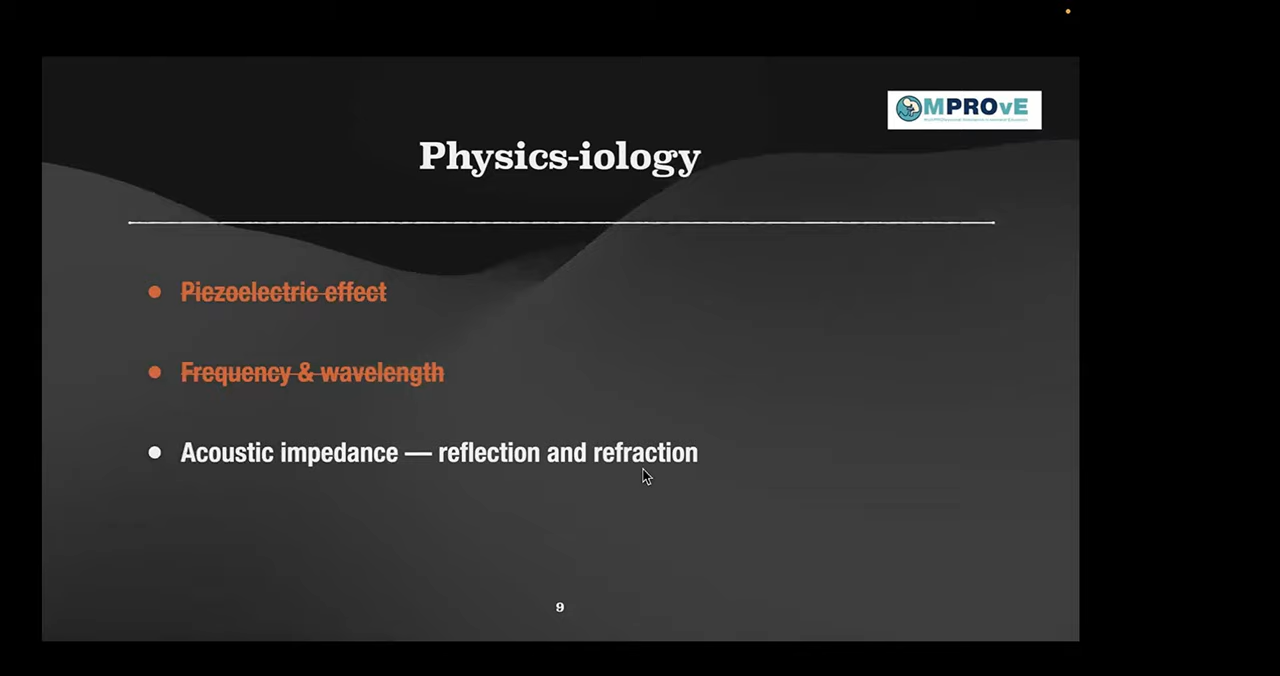 MPROvE
Physics-iology
Piezoelectric effect
Frequency & wavelength
Acoustic impedance — reflection and refraction
9